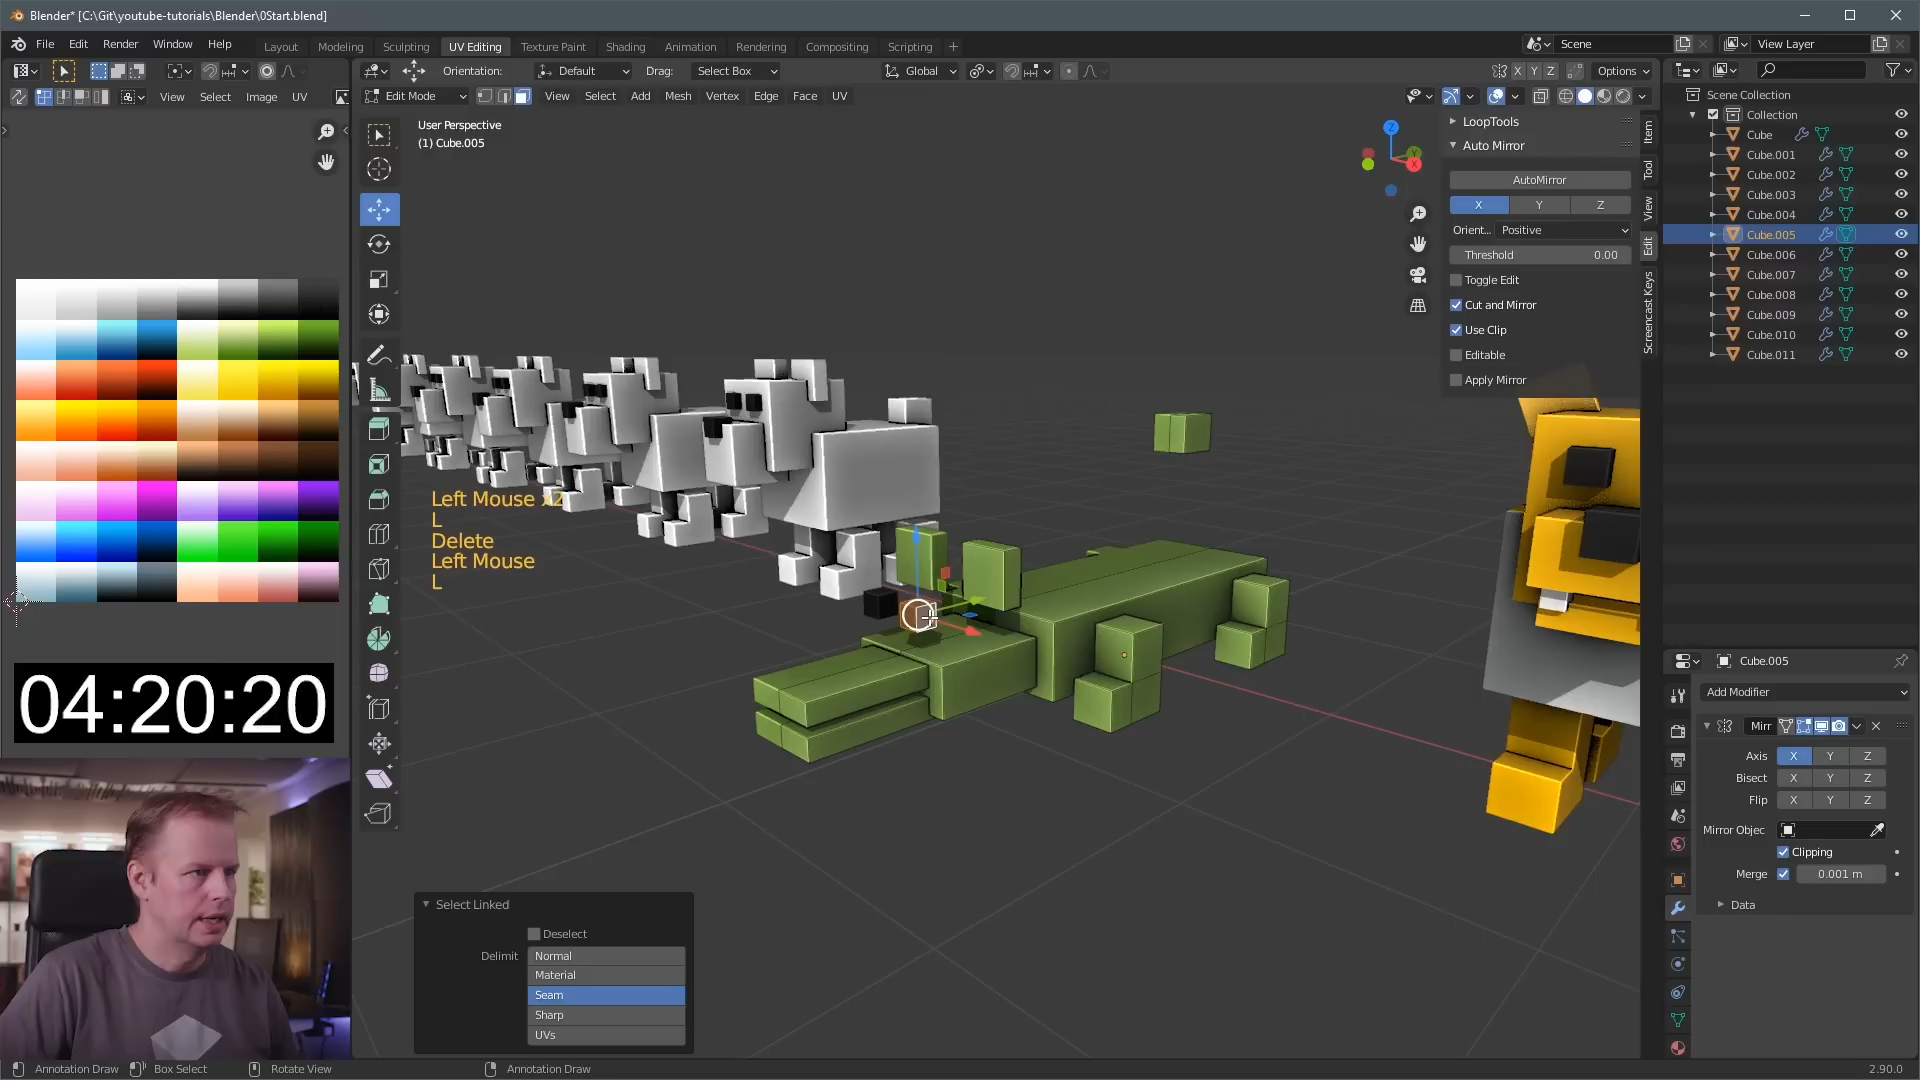 Blender* [C:\Git\youtube-tutorials\Blender\0Start.blend]
File Edit Render Window Help Layout Modeling Sculpting UV Editing Texture Paint Shading Animation Rendering Compositing Scripting + Scene View Layer
Orientation: Default Drag: Select Box Global X Y Z Options
View Select Image UV Edit Mode View Select Add Mesh Vertex Edge Face UV
User Perspective
(1) Cube.005
LoopTools
Auto Mirror
AutoMirror
X Y Z
Orient... Positive
Threshold 0.00
Toggle Edit
Cut and Mirror
Use Clip
Editable
Apply Mirror
Item
Tool
View
Edit
Screencast Keys
Z
Y
X
Scene Collection
Collection
Cube
Cube.001
Cube.002
Cube.003
Cube.004
Cube.005
Cube.006
Cube.007
Cube.008
Cube.009
Cube.010
Cube.011
Left Mouse x2
L
Delete
Left Mouse
L
04:20:20
Cube.005
Add Modifier
Mirr
Axis X Y Z
Bisect X Y Z
Flip X Y Z
Mirror Objec
Clipping
Merge 0.001 m
Data
Select Linked
Deselect
Delimit Normal
Material
Seam
Sharp
UVs
Annotation Draw Box Select Rotate View Annotation Draw 2.90.0